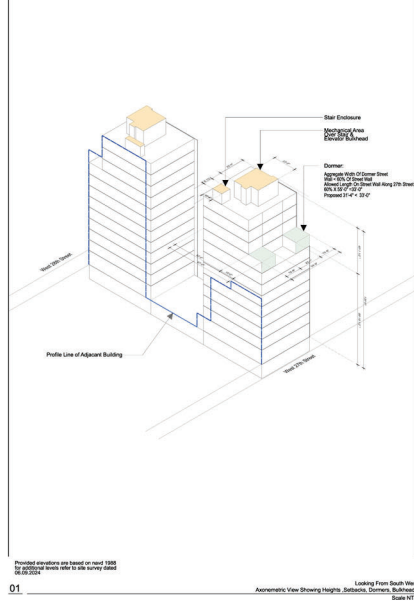 Stair Enclosure
Mechanical Area
Over Stair &
Elevator Bulkhead
Dormer:
Aggregate Width Of Dormer Street
Wall < 60% Of Street Wall
Allowed Length On Street Wall Along 27th Street
60% X 55'-0" =33'-0"
Proposed 31'-4" < 33'-0"
West 28th Street
Profile Line of Adjacant Building
West 27th Street
Provided elevations are based on navd 1988
for additional levels refer to site survey dated
06.09.2024
01
Looking From South We
Axonometric View Showing Heights ,Setbacks, Dormers, Bulkhead
Scale NT